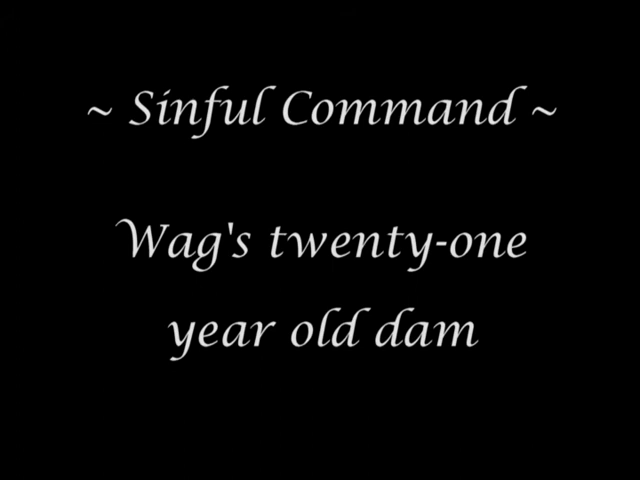 ~ Sinful Command ~
Wag's twenty-one
year old dam